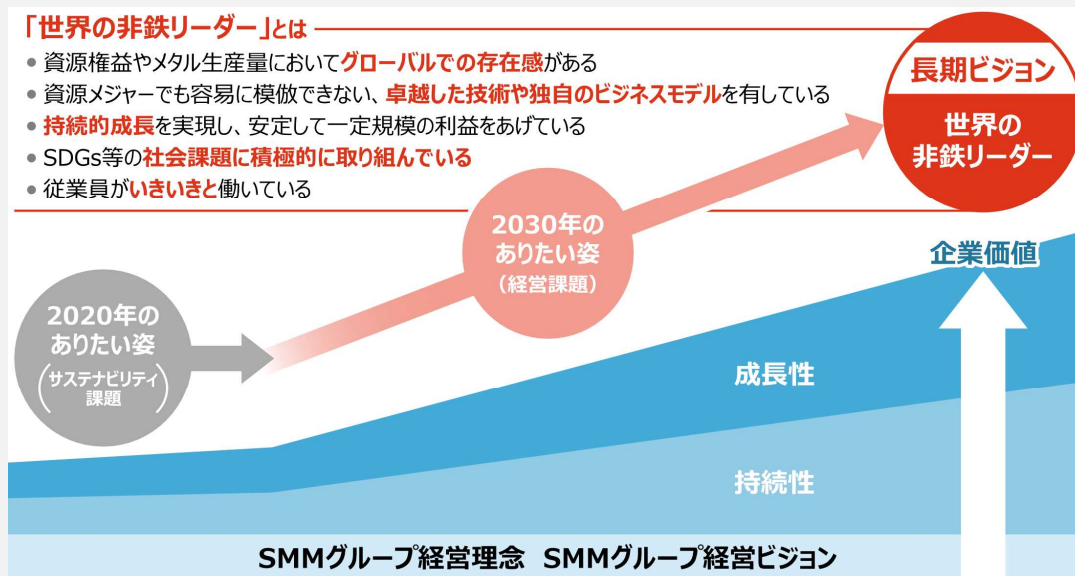 「世界の非鉄リーダー」とは
● 資源権益やメタル生産量においてグローバルでの存在感がある
● 資源メジャーでも容易に模倣できない、卓越した技術や独自のビジネスモデルを有している
● 持続的成長を実現し、安定して一定規模の利益をあげている
● SDGs等の社会課題に積極的に取り組んでいる
● 従業員がいきいきと働いている
長期ビジョン
世界の
非鉄リーダー
2030年の
ありたい姿
(経営課題)
2020年の
ありたい姿
(サステナビリティ
課題)
企業価値
成長性
持続性
SMMグループ経営理念 SMMグループ経営ビジョン